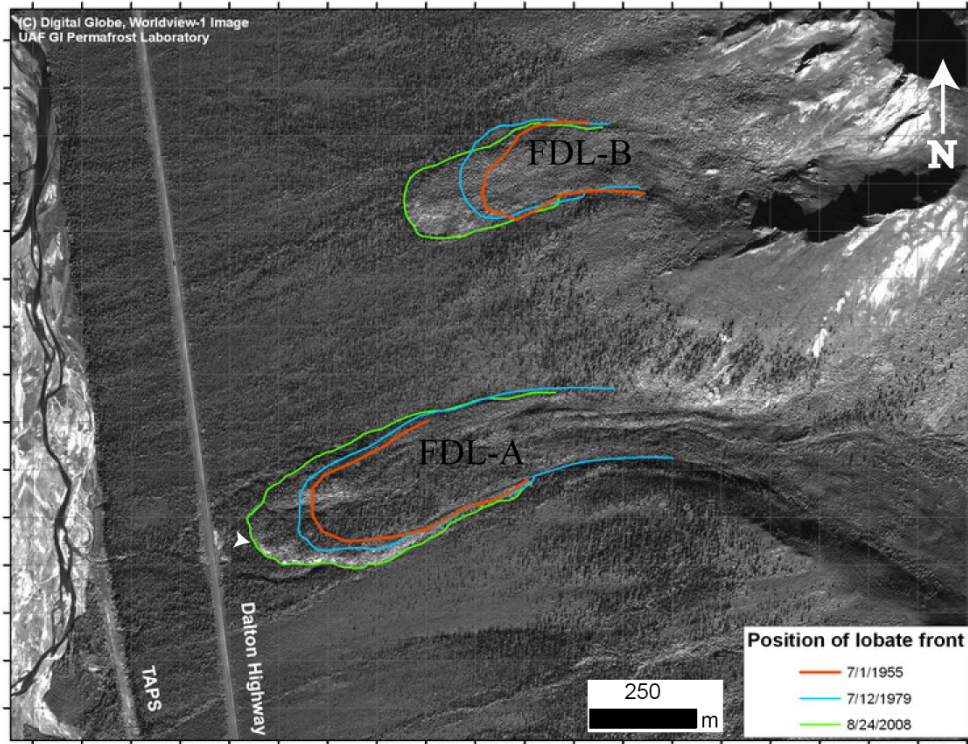 (C) Digital Globe, Worldview-1 Image
UAF GI Permafrost Laboratory
N
FDL-B
FDL-A
TAPS
Dalton Highway
250
m
Position of lobate front
7/1/1955
7/12/1979
8/24/2008